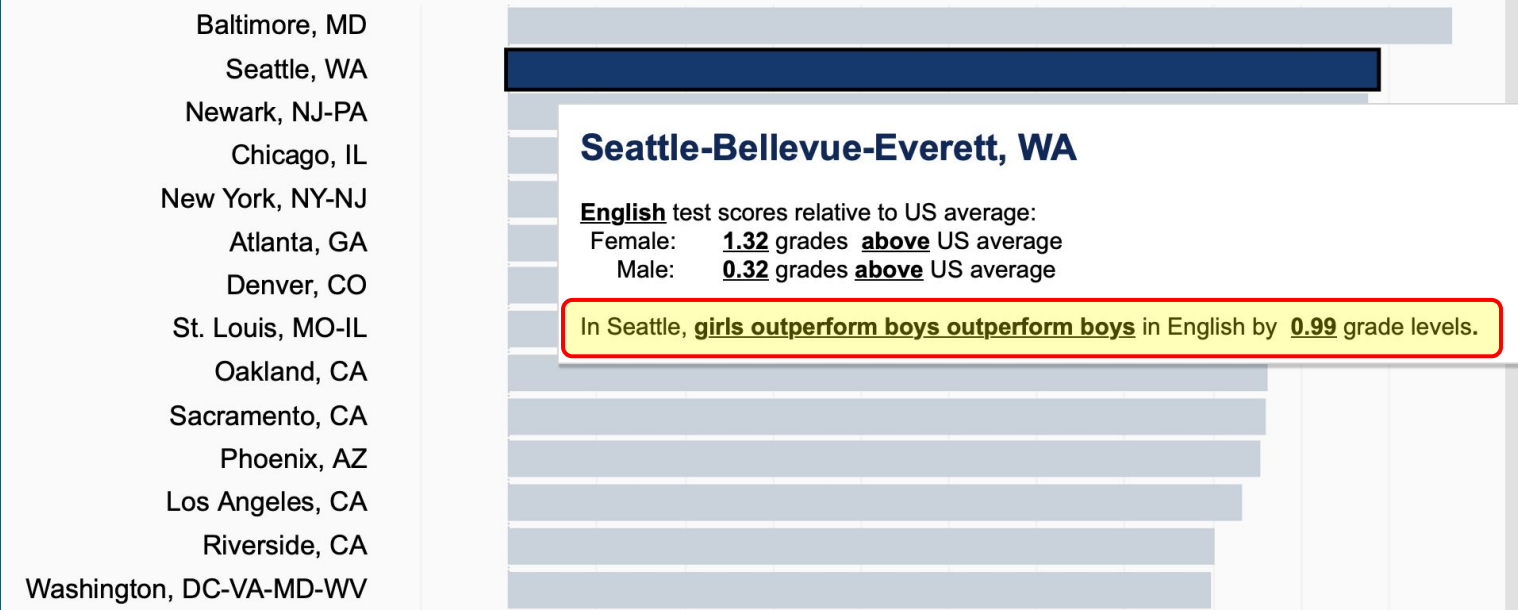 Baltimore, MD
Seattle, WA
Newark, NJ-PA
Chicago, IL
New York, NY-NJ
Atlanta, GA
Denver, CO
St. Louis, MO-IL
Oakland, CA
Sacramento, CA
Phoenix, AZ
Los Angeles, CA
Riverside, CA
Washington, DC-VA-MD-WV
Seattle-Bellevue-Everett, WA
English test scores relative to US average:
Female: 1.32 grades above US average
Male: 0.32 grades above US average
In Seattle, girls outperform boys outperform boys in English by 0.99 grade levels.